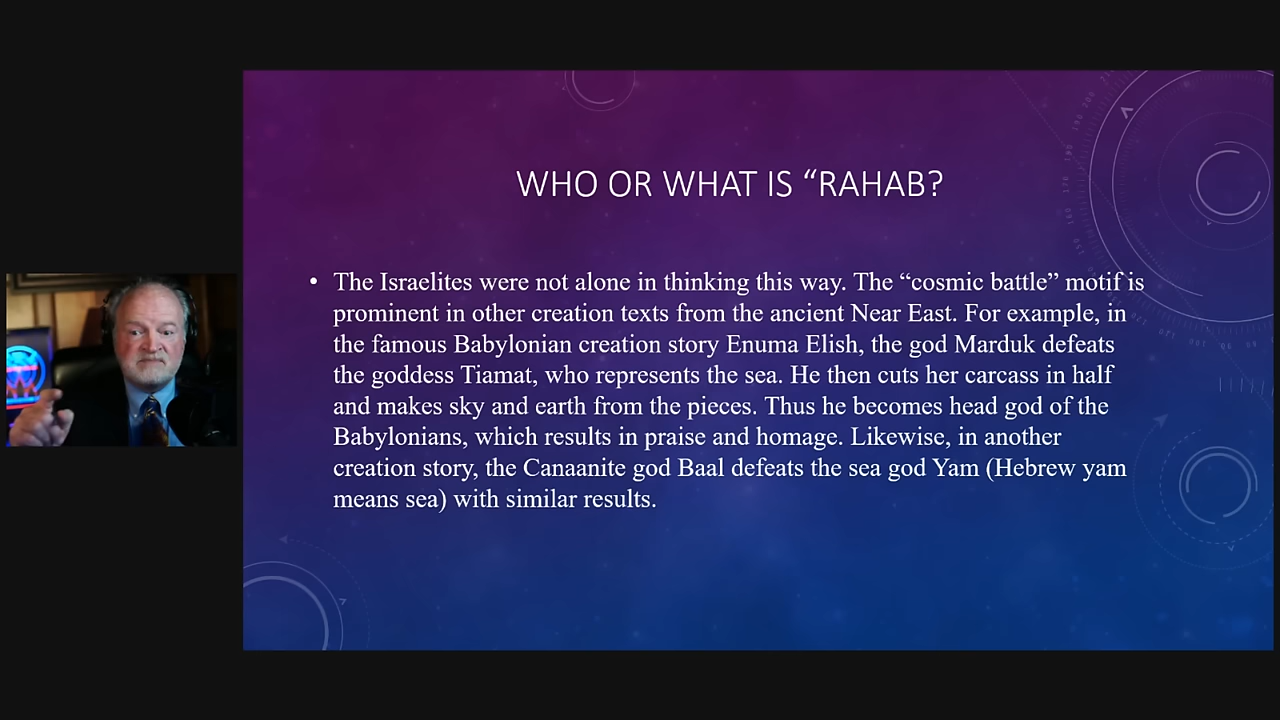 WHO OR WHAT IS “RAHAB?
• The Israelites were not alone in thinking this way. The “cosmic battle” motif is
prominent in other creation texts from the ancient Near East. For example, in
the famous Babylonian creation story Enuma Elish, the god Marduk defeats
the goddess Tiamat, who represents the sea. He then cuts her carcass in half
and makes sky and earth from the pieces. Thus he becomes head god of the
Babylonians, which results in praise and homage. Likewise, in another
creation story, the Canaanite god Baal defeats the sea god Yam (Hebrew yam
means sea) with similar results.